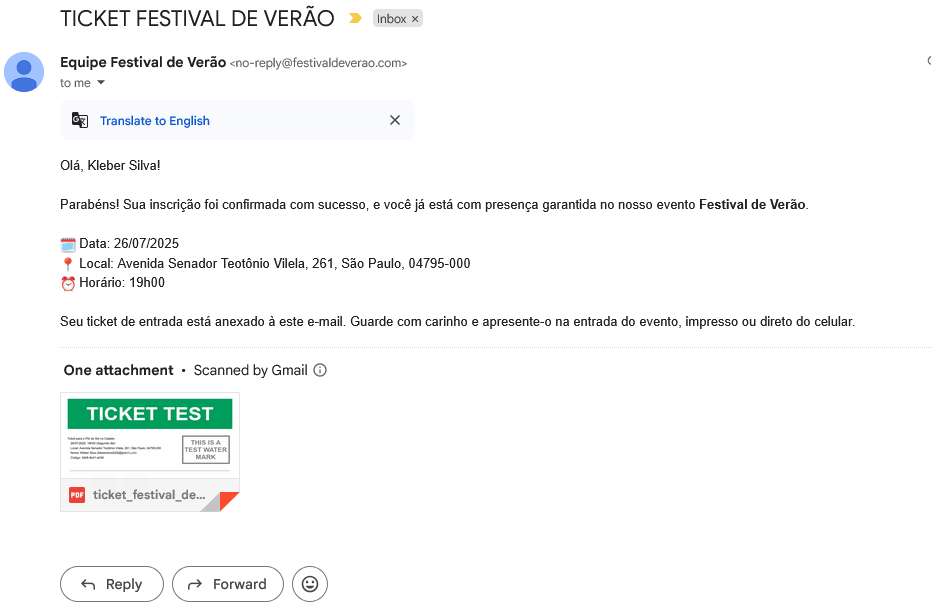 TICKET FESTIVAL DE VERÃO
Inbox ×
Equipe Festival de Verão <no-reply@festivaldeverao.com>
to me
Translate to English
Olá, Kleber Silva!
Parabéns! Sua inscrição foi confirmada com sucesso, e você já está com presença garantida no nosso evento Festival de Verão.
Data: 26/07/2025
Local: Avenida Senador Teotônio Vilela, 261, São Paulo, 04795-000
Horário: 19h00
Seu ticket de entrada está anexado à este e-mail. Guarde com carinho e apresente-o na entrada do evento, impresso ou direto do celular.
One attachment • Scanned by Gmail
TICKET TEST
THIS IS A
TEST WATER
MARK
PDF ticket_festival_de...
Reply
Forward